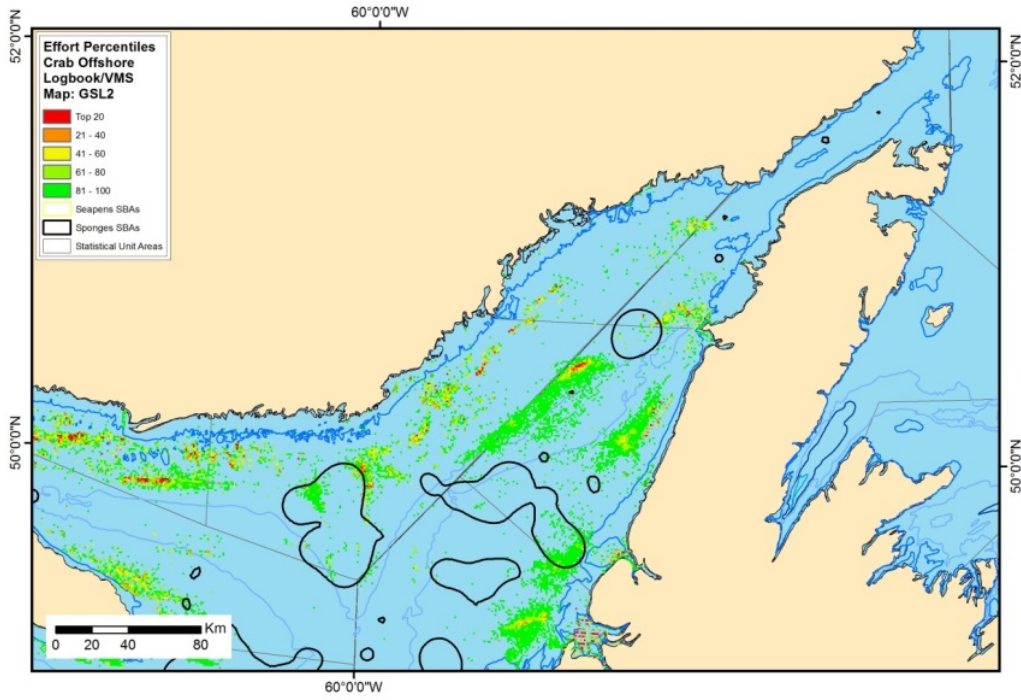 60°0'0"W
52°0'0"N
52°0'0"N
Effort Percentiles
Crab Offshore
Logbook/VMS
Map: GSL2
Top 20
21 - 40
41 - 60
61 - 80
81 - 100
Seapens SBAs
Sponges SBAs
Statistical Unit Areas
50°0'0"N
50°0'0"N
Km
0 20 40 80
60°0'0"W